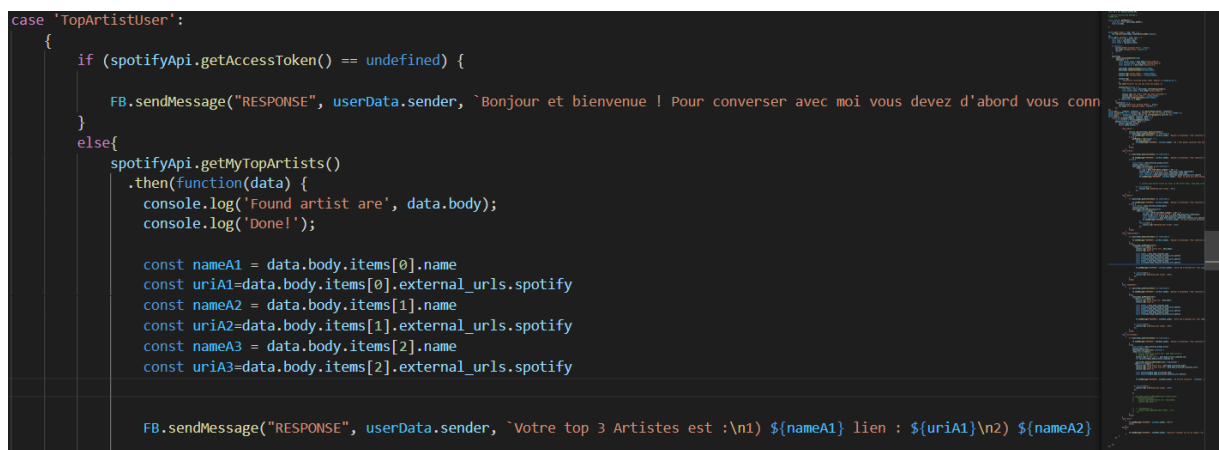 case 'TopArtistUser':
{
if (spotifyApi.getAccessToken() == undefined) {
FB.sendMessage("RESPONSE", userData.sender, `Bonjour et bienvenue ! Pour converser avec moi vous devez d'abord vous conn
}
else{
spotifyApi.getMyTopArtists()
.then(function(data) {
console.log('Found artist are', data.body);
console.log('Done!');
const nameA1 = data.body.items[0].name
const uriA1=data.body.items[0].external_urls.spotify
const nameA2 = data.body.items[1].name
const uriA2=data.body.items[1].external_urls.spotify
const nameA3 = data.body.items[2].name
const uriA3=data.body.items[2].external_urls.spotify
FB.sendMessage("RESPONSE", userData.sender, `Votre top 3 Artistes est :\n1) ${nameA1} lien : ${uriA1}\n2) ${nameA2}